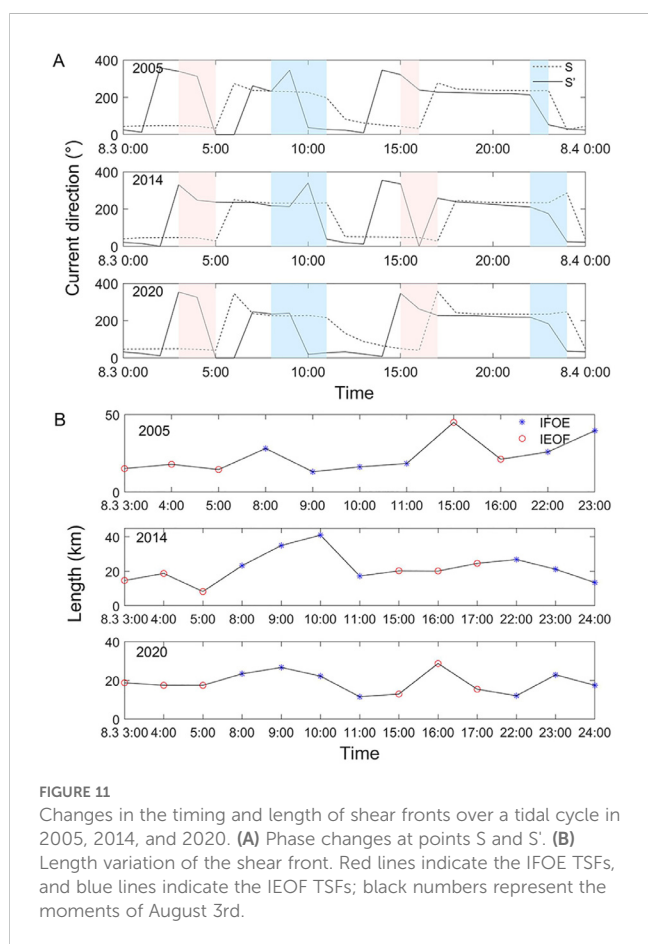 A
2005
S
S'
400
200
0
8.3 0:00 5:00 10:00 15:00 20:00 8.4 0:00
2014
400
200
0
8.3 0:00 5:00 10:00 15:00 20:00 8.4 0:00
2020
400
200
0
8.3 0:00 5:00 10:00 15:00 20:00 8.4 0:00
Current direction (°)
Time
B
2005
IFOE
IEOF
50
0
8.3 3:00 4:00 5:00 8:00 9:00 10:00 11:00 15:00 16:00 22:00 23:00
2014
40
20
0
8.3 3:00 4:00 5:00 8:00 9:00 10:00 11:00 15:00 16:00 17:00 22:00 23:00 24:00
2020
40
20
0
8.3 3:00 4:00 5:00 8:00 9:00 10:00 11:00 15:00 16:00 17:00 22:00 23:00 24:00
Length (km)
Time
FIGURE 11
Changes in the timing and length of shear fronts over a tidal cycle in
2005, 2014, and 2020. (A) Phase changes at points S and S'. (B)
Length variation of the shear front. Red lines indicate the IFOE TSFs,
and blue lines indicate the IEOF TSFs; black numbers represent the
moments of August 3rd.